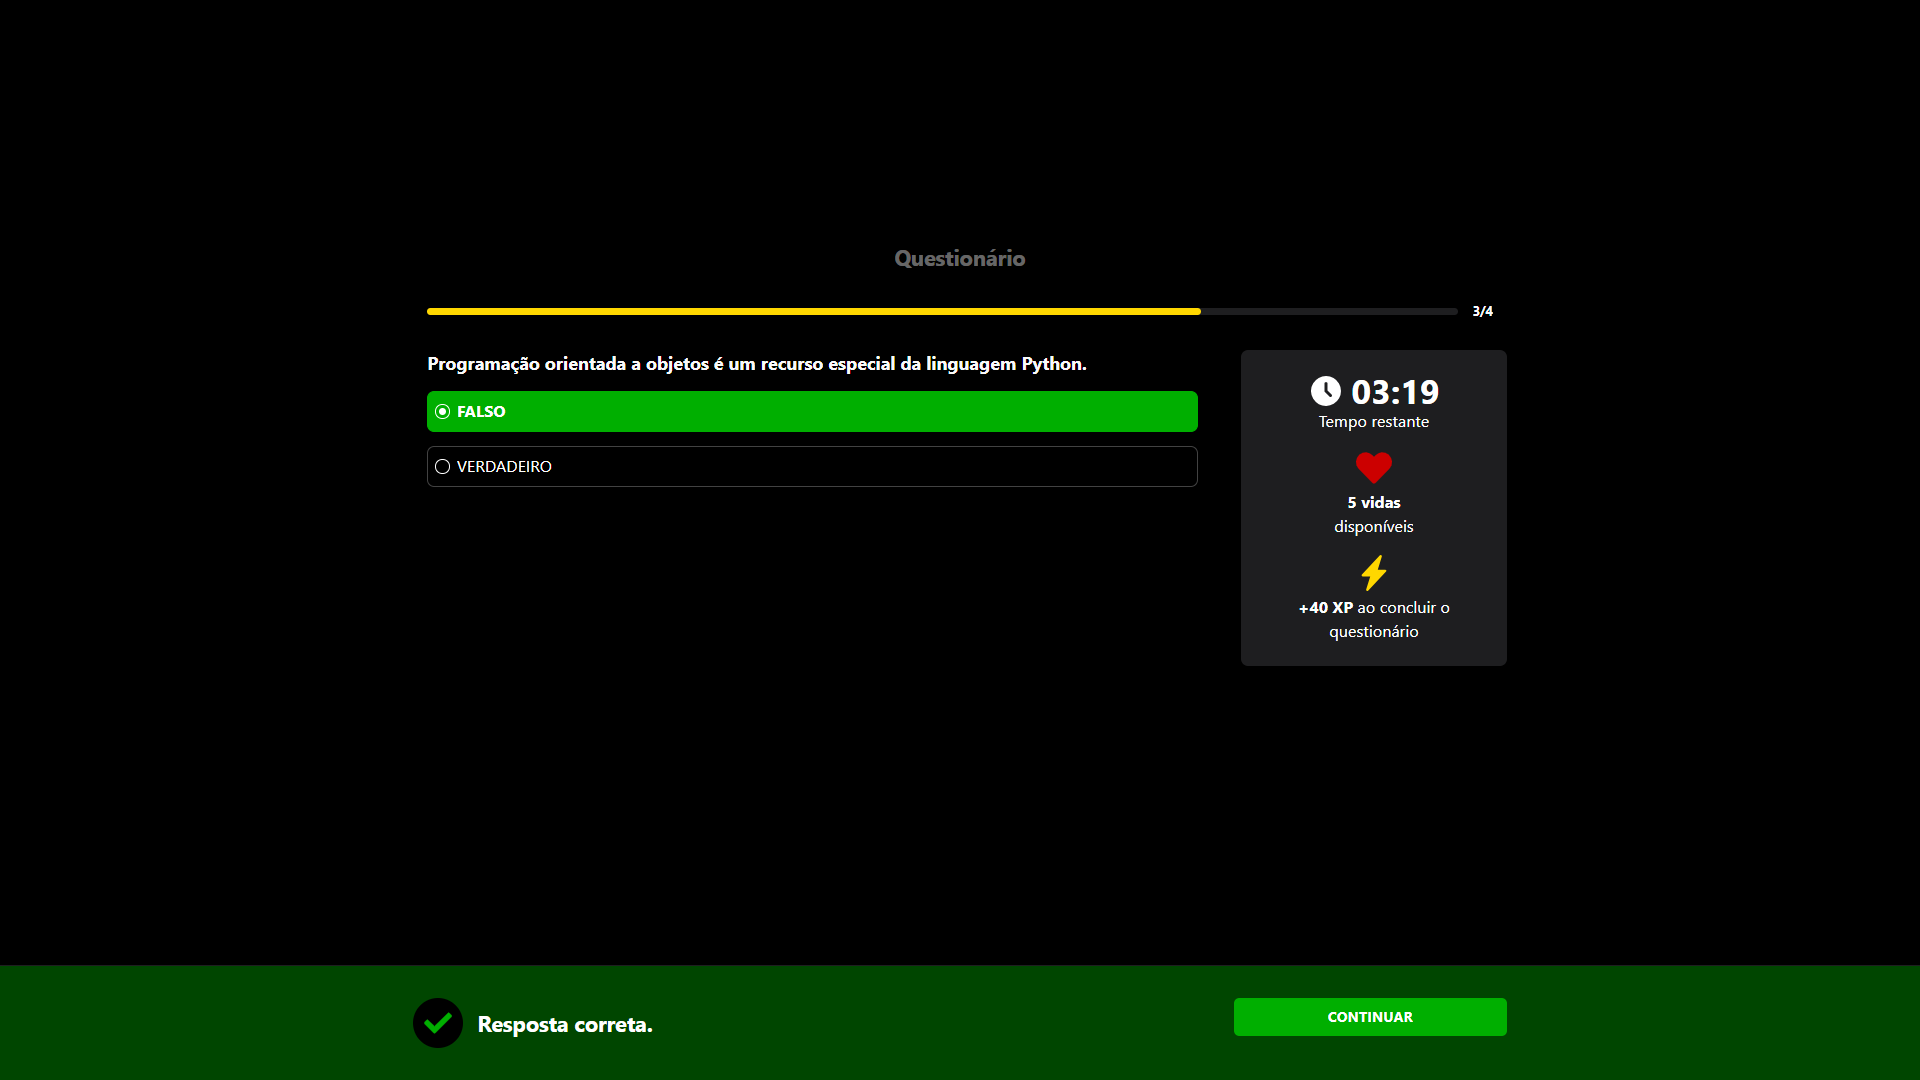 Questionário
3/4
Programação orientada a objetos é um recurso especial da linguagem Python.
FALSO
VERDADEIRO
03:19
Tempo restante
5 vidas
disponíveis
+40 XP ao concluir o
questionário
Resposta correta.
CONTINUAR